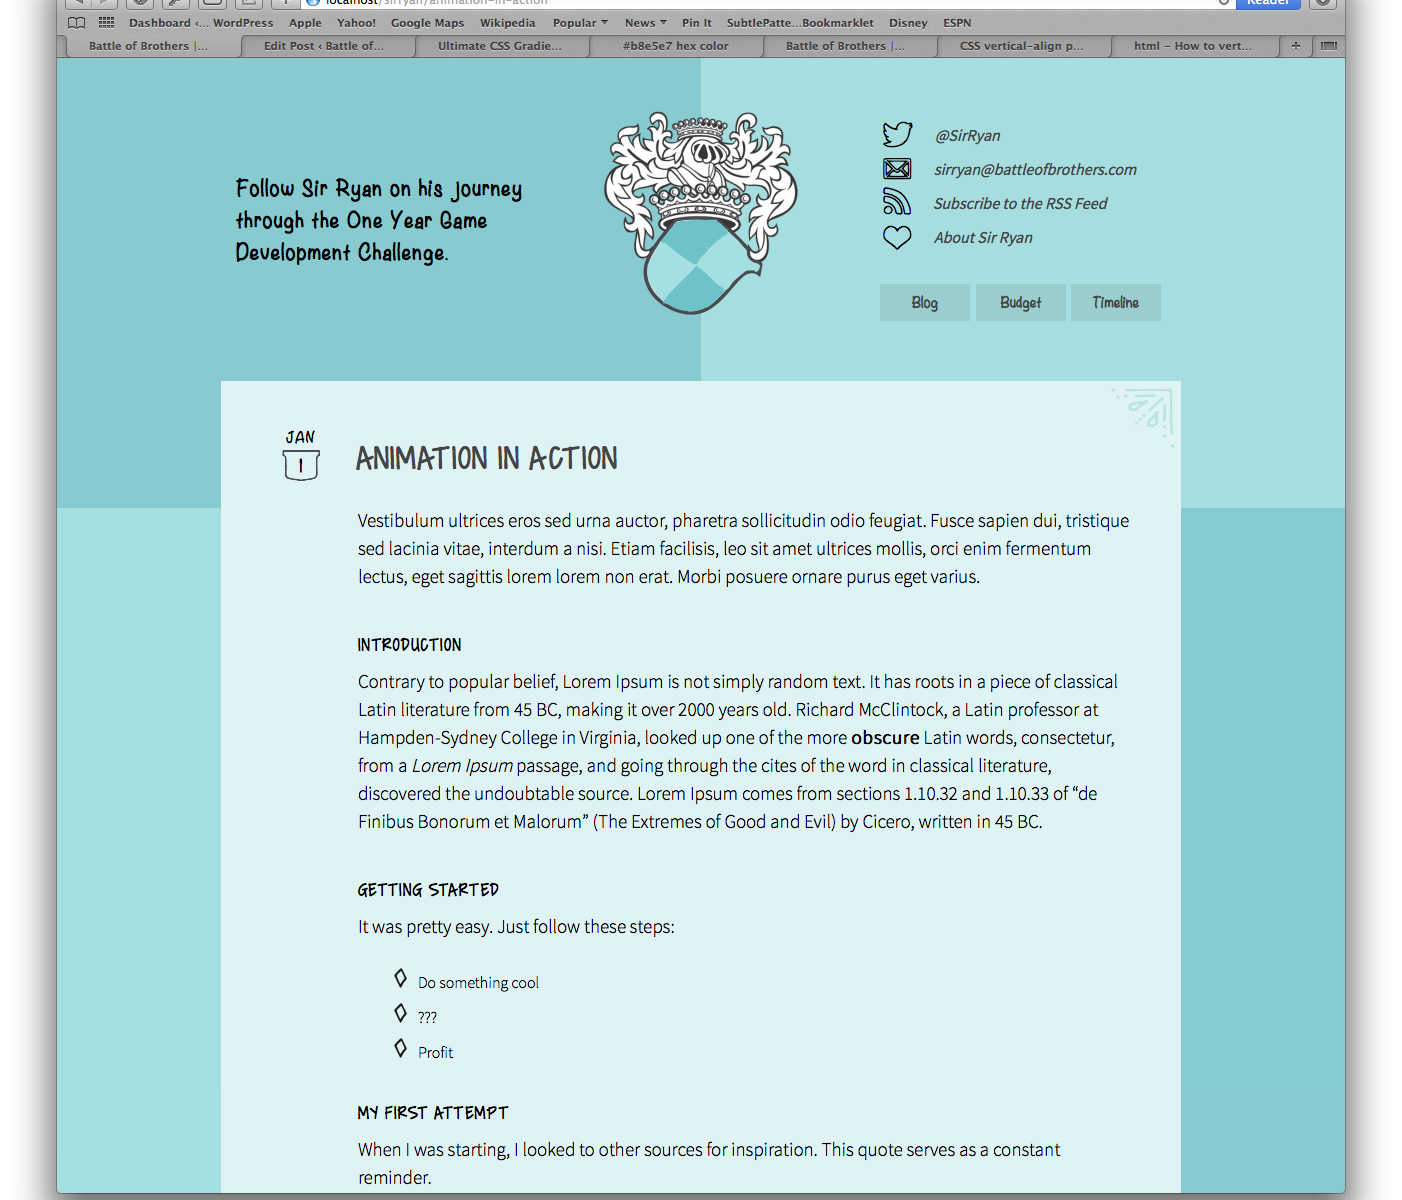 localhost/sirryan/animation-in-action
Reader
Dashboard ‹... WordPress Apple Yahoo! Google Maps Wikipedia Popular News Pin It SubtlePatte...Bookmarklet Disney ESPN
Battle of Brothers |... Edit Post ‹ Battle of... Ultimate CSS Gradie... #b8e5e7 hex color Battle of Brothers |... CSS vertical-align p... html - How to vert...
Follow Sir Ryan on his journey
through the One Year Game
Development Challenge.
@SirRyan
sirryan@battleofbrothers.com
Subscribe to the RSS Feed
About Sir Ryan
Blog Budget Timeline
JAN
1
ANIMATION IN ACTION
Vestibulum ultrices eros sed urna auctor, pharetra sollicitudin odio feugiat. Fusce sapien dui, tristique
sed lacinia vitae, interdum a nisi. Etiam facilisis, leo sit amet ultrices mollis, orci enim fermentum
lectus, eget sagittis lorem lorem non erat. Morbi posuere ornare purus eget varius.
INTRODUCTION
Contrary to popular belief, Lorem Ipsum is not simply random text. It has roots in a piece of classical
Latin literature from 45 BC, making it over 2000 years old. Richard McClintock, a Latin professor at
Hampden-Sydney College in Virginia, looked up one of the more obscure Latin words, consectetur,
from a Lorem Ipsum passage, and going through the cites of the word in classical literature,
discovered the undoubtable source. Lorem Ipsum comes from sections 1.10.32 and 1.10.33 of “de
Finibus Bonorum et Malorum” (The Extremes of Good and Evil) by Cicero, written in 45 BC.
GETTING STARTED
It was pretty easy. Just follow these steps:
Do something cool
???
Profit
MY FIRST ATTEMPT
When I was starting, I looked to other sources for inspiration. This quote serves as a constant
reminder.